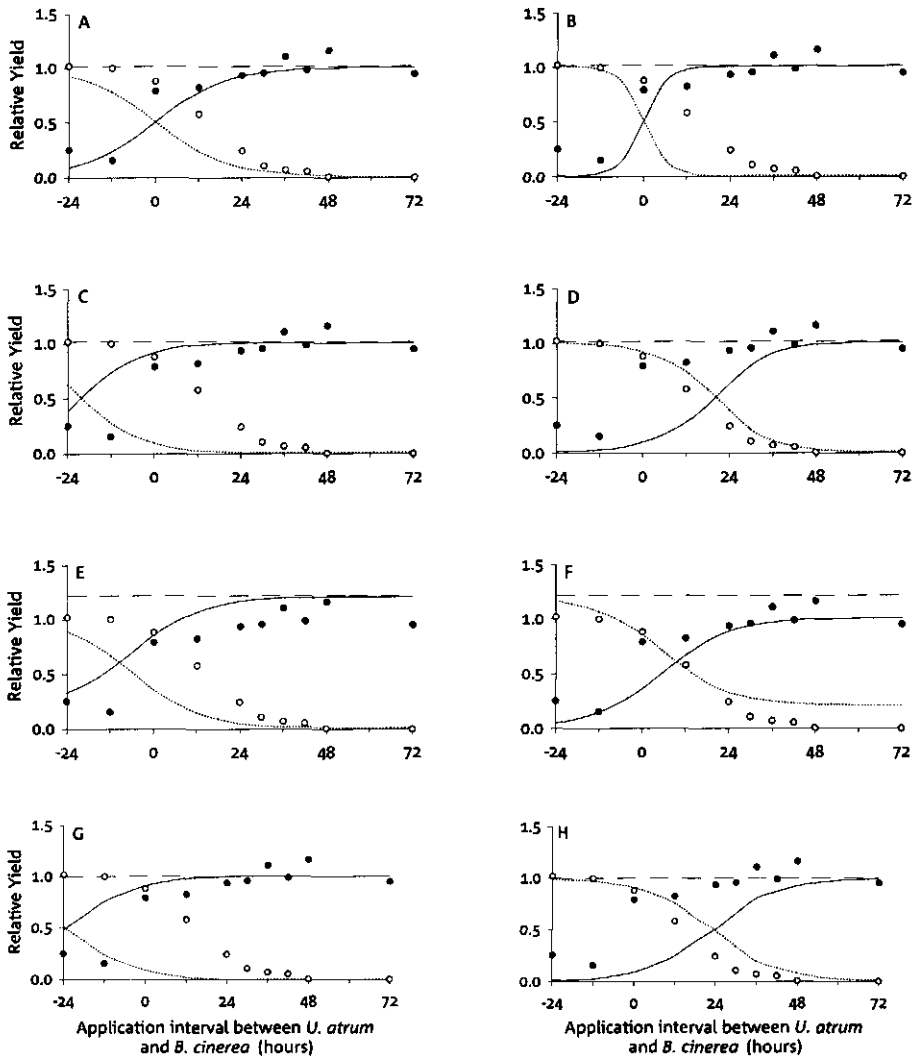 A
B
Relative Yield
1.5
1.0
0.5
0.0
-24 0 24 48 72
1.5
1.0
0.5
0.0
-24 0 24 48 72
C
D
Relative Yield
1.5
1.0
0.5
0.0
-24 0 24 48 72
1.5
1.0
0.5
0.0
-24 0 24 48 72
E
F
Relative Yield
1.5
1.0
0.5
0.0
-24 0 24 48 72
1.5
1.0
0.5
0.0
-24 0 24 48 72
G
H
Relative Yield
1.5
1.0
0.5
0.0
-24 0 24 48 72
Application interval between U. atrum
and B. cinerea (hours)
1.5
1.0
0.5
0.0
-24 0 24 48 72
Application interval between U. atrum
and B. cinerea (hours)